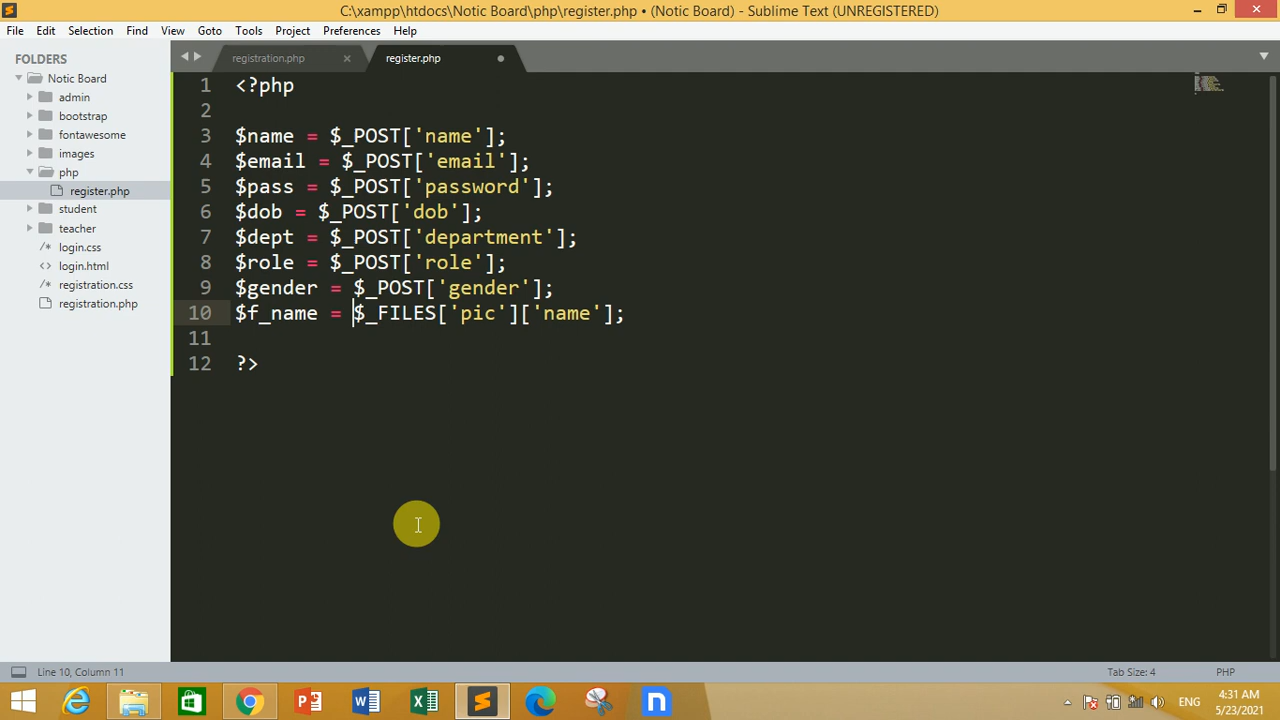 C:\xampp\htdocs\Notic Board\php\register.php • (Notic Board) - Sublime Text (UNREGISTERED)
File Edit Selection Find View Goto Tools Project Preferences Help
FOLDERS
Notic Board
admin
bootstrap
fontawesome
images
php
register.php
student
teacher
/* login.css
<> login.html
/* registration.css
<> registration.php
registration.php × register.php
1 <?php
2
3 $name = $_POST['name'];
4 $email = $_POST['email'];
5 $pass = $_POST['password'];
6 $dob = $_POST['dob'];
7 $dept = $_POST['department'];
8 $role = $_POST['role'];
9 $gender = $_POST['gender'];
10 $f_name = $_FILES['pic']['name'];
11
12 ?>
Line 10, Column 11 Tab Size: 4 PHP
ENG
4:31 AM
5/23/2021